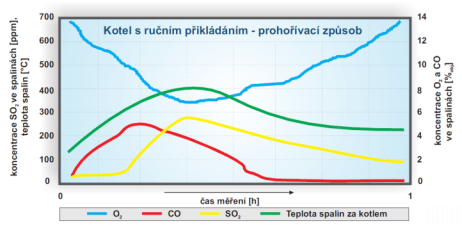 Kotel s ručním přikládáním - prohořívací způsob
koncentrace SO₂ ve spalinách [ppm],
teplota spalin [°C]
700
600
500
400
300
200
100
0
14
12
10
8
6
4
2
0
koncentrace O₂ a CO
ve spalinách [%obj]
0
čas měření [h]
1
O₂
CO
SO₂
Teplota spalin za kotlem